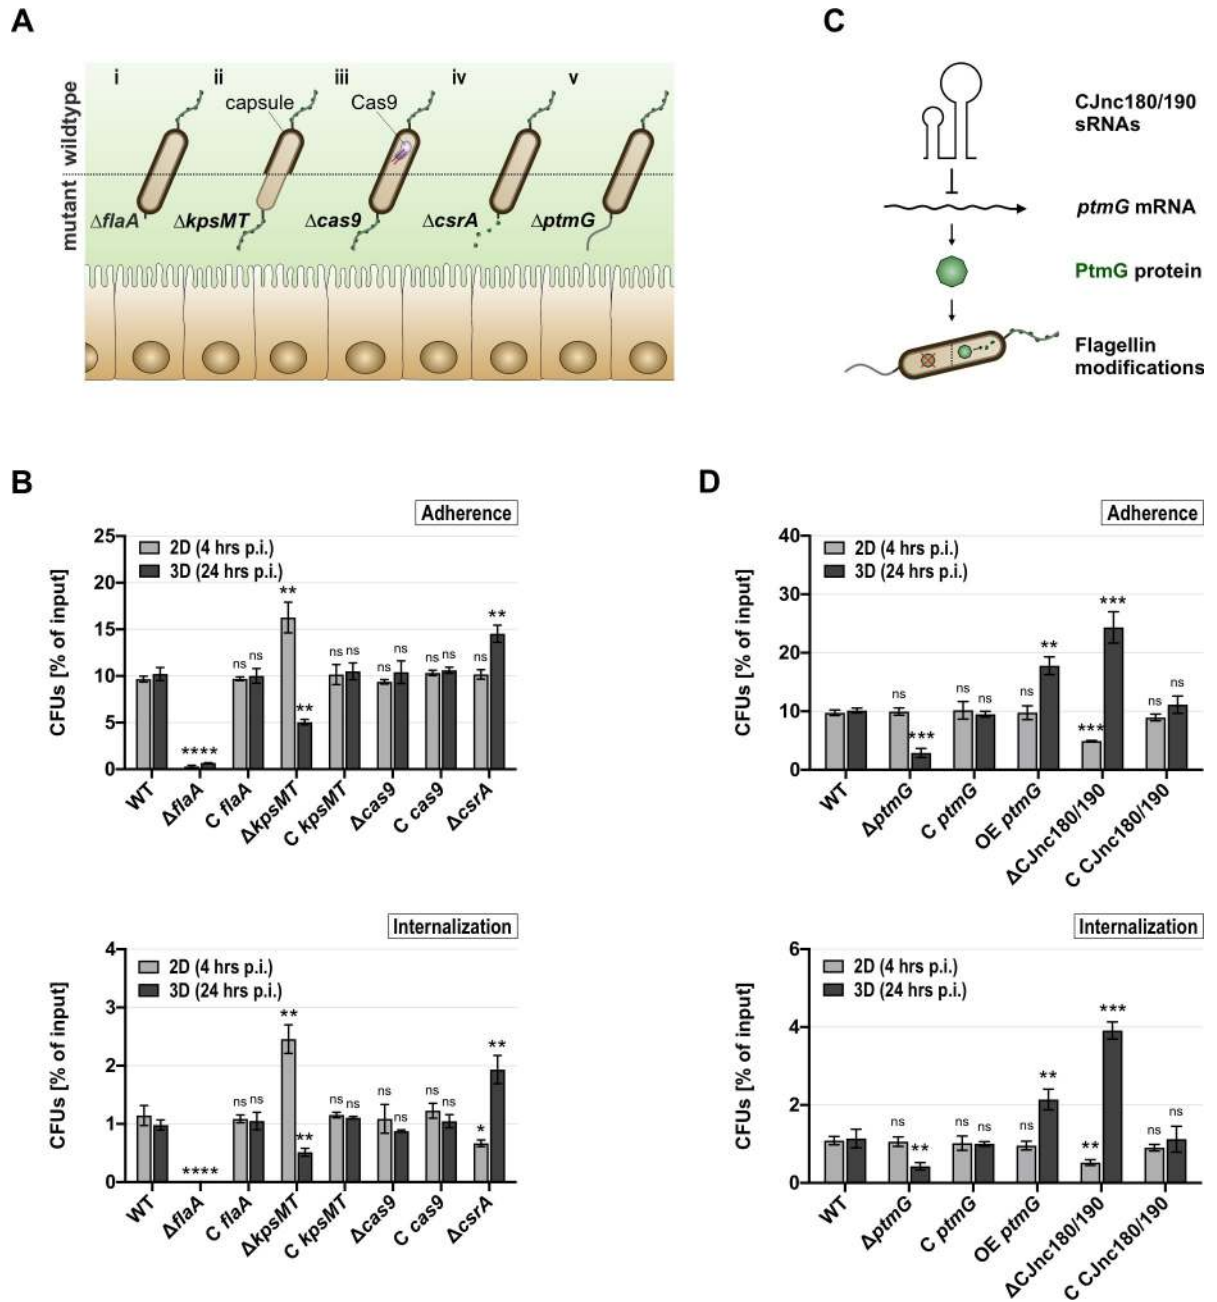 A
i ii iii iv v
capsule Cas9
wildtype
mutant
ΔflaA ΔkpsMT Δcas9 ΔcsrA ΔptmG
C
CJnc180/190
sRNAs
ptmG mRNA
PtmG protein
Flagellin
modifications
B
Adherence
2D (4 hrs p.i.)
3D (24 hrs p.i.)
CFUs [% of input]
25
20
15
10
5
0
ns ns ns ns ns ns ns ns ns
**** ** ** **
WT ΔflaA C flaA ΔkpsMT C kpsMT Δcas9 C cas9 ΔcsrA
Internalization
2D (4 hrs p.i.)
3D (24 hrs p.i.)
CFUs [% of input]
4
3
2
1
0
**** ns ns ** ** ns ns ns ns ns ns * **
WT ΔflaA C flaA ΔkpsMT C kpsMT Δcas9 C cas9 ΔcsrA
D
Adherence
2D (4 hrs p.i.)
3D (24 hrs p.i.)
CFUs [% of input]
40
30
20
10
0
ns *** ns ns ns ** *** *** ns ns
WT ΔptmG C ptmG OE ptmG ΔCJnc180/190 C CJnc180/190
Internalization
2D (4 hrs p.i.)
3D (24 hrs p.i.)
CFUs [% of input]
6
4
2
0
ns ** ns ns ns ** ** *** ns ns
WT ΔptmG C ptmG OE ptmG ΔCJnc180/190 C CJnc180/190